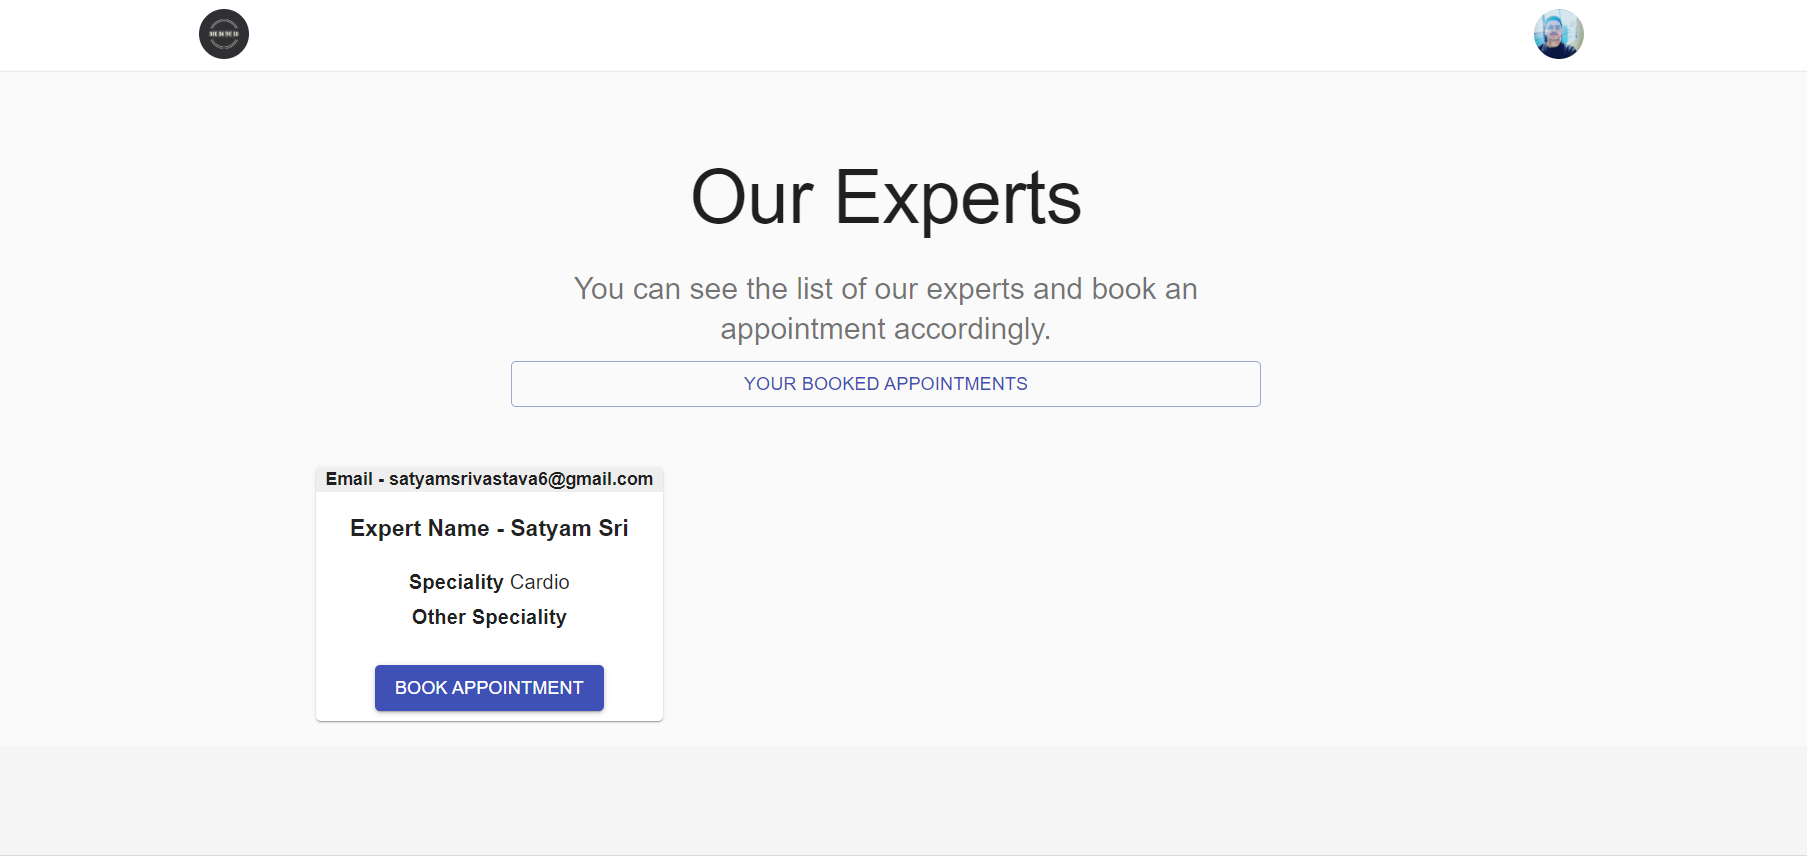 Our Experts
You can see the list of our experts and book an
appointment accordingly.
YOUR BOOKED APPOINTMENTS
Email - satyamsrivastava6@gmail.com
Expert Name - Satyam Sri
Speciality Cardio
Other Speciality
BOOK APPOINTMENT